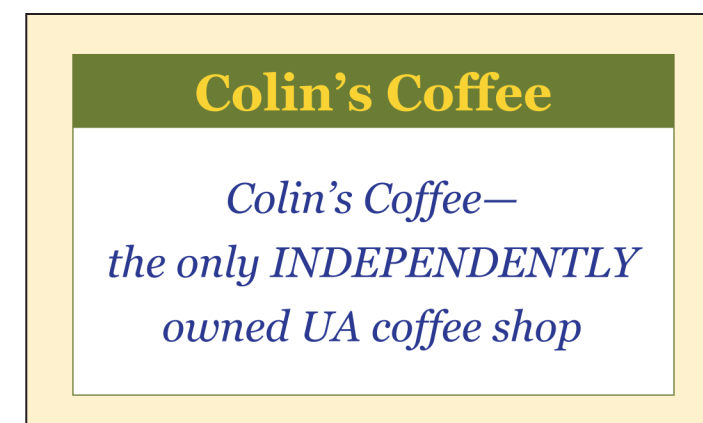 Colin’s Coffee
Colin’s Coffee—
the only INDEPENDENTLY
owned UA coffee shop